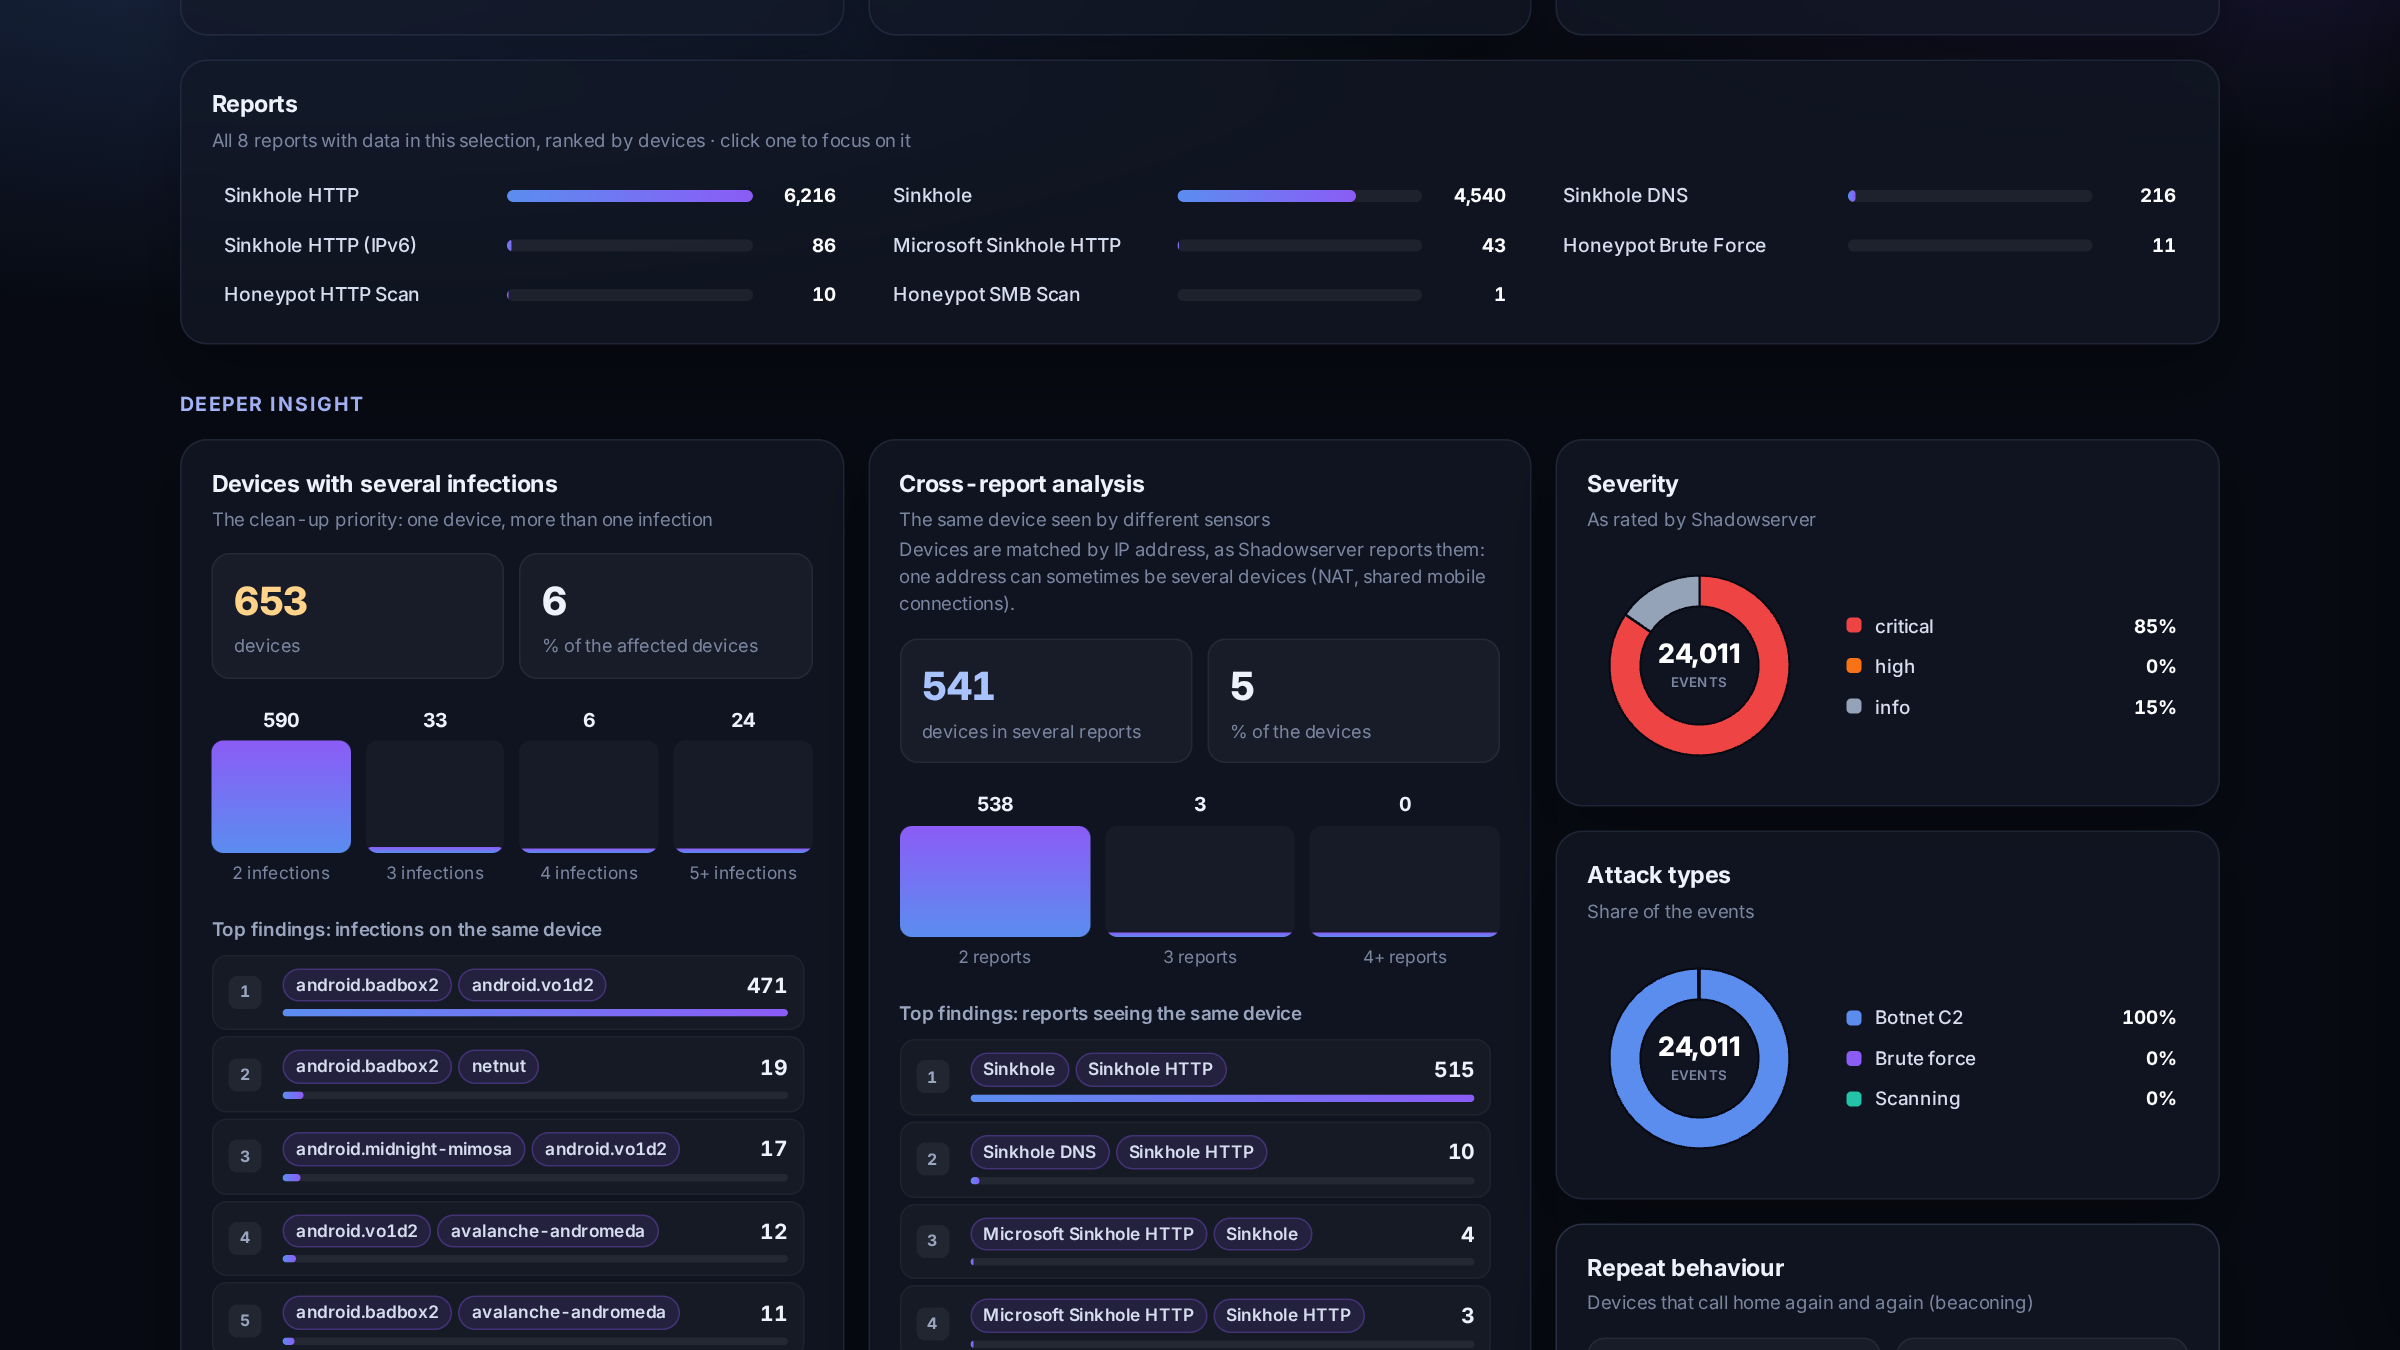 Reports
All 8 reports with data in this selection, ranked by devices · click one to focus on it
Sinkhole HTTP 6,216
Sinkhole 4,540
Sinkhole DNS 216
Sinkhole HTTP (IPv6) 86
Microsoft Sinkhole HTTP 43
Honeypot Brute Force 11
Honeypot HTTP Scan 10
Honeypot SMB Scan 1
DEEPER INSIGHT
Devices with several infections
The clean-up priority: one device, more than one infection
653
devices
6
% of the affected devices
590 33 6 24
2 infections 3 infections 4 infections 5+ infections
Top findings: infections on the same device
1 android.badbox2 android.vo1d2 471
2 android.badbox2 netnut 19
3 android.midnight-mimosa android.vo1d2 17
4 android.vo1d2 avalanche-andromeda 12
5 android.badbox2 avalanche-andromeda 11
Cross-report analysis
The same device seen by different sensors
Devices are matched by IP address, as Shadowserver reports them:
one address can sometimes be several devices (NAT, shared mobile
connections).
541
devices in several reports
5
% of the devices
538 3 0
2 reports 3 reports 4+ reports
Top findings: reports seeing the same device
1 Sinkhole Sinkhole HTTP 515
2 Sinkhole DNS Sinkhole HTTP 10
3 Microsoft Sinkhole HTTP Sinkhole 4
4 Microsoft Sinkhole HTTP Sinkhole HTTP 3
Severity
As rated by Shadowserver
24,011
EVENTS
critical 85%
high 0%
info 15%
Attack types
Share of the events
24,011
EVENTS
Botnet C2 100%
Brute force 0%
Scanning 0%
Repeat behaviour
Devices that call home again and again (beaconing)